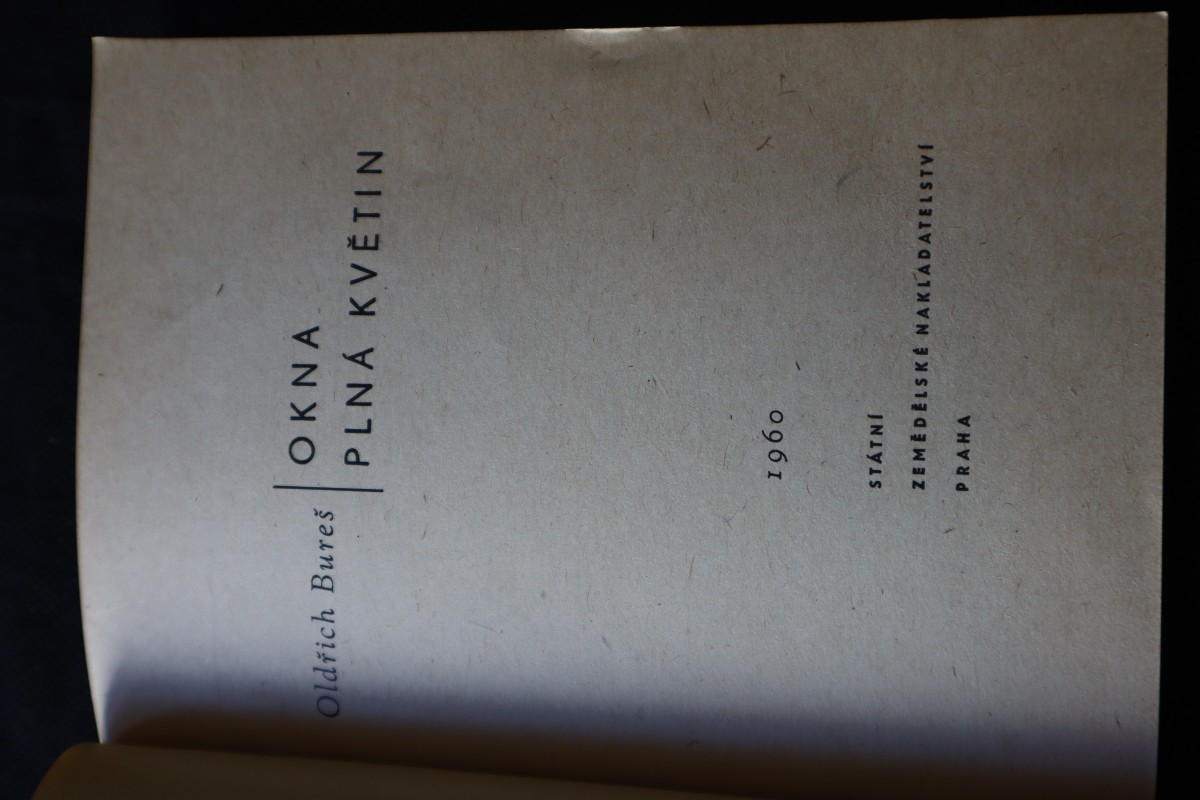 Oldřich Bureš
OKNA
PLNÁ KVĚTIN
1960
STÁTNÍ
ZEMĚDĚLSKÉ NAKLADATELSTVÍ
PRAHA